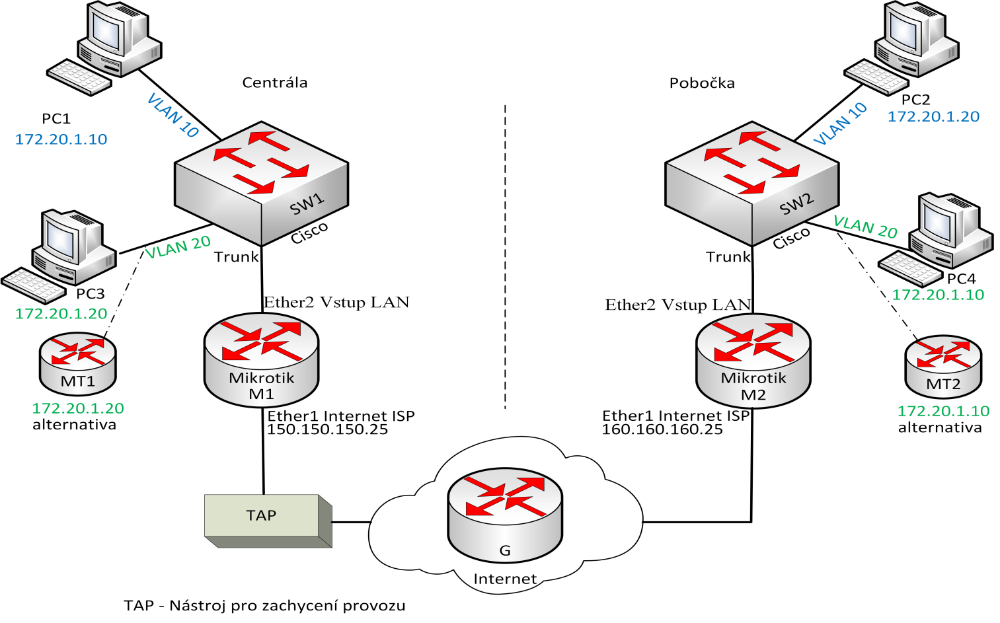 Centrála
Pobočka
PC1
172.20.1.10
VLAN 10
PC2
172.20.1.20
VLAN 10
SW1
Cisco
Trunk
VLAN 20
PC3
172.20.1.20
SW2
Cisco
Trunk
VLAN 20
PC4
172.20.1.10
Ether2 Vstup LAN
Ether2 Vstup LAN
MT1
172.20.1.20
alternativa
Mikrotik
M1
Ether1 Internet ISP
150.150.150.25
Mikrotik
M2
Ether1 Internet ISP
160.160.160.25
MT2
172.20.1.10
alternativa
TAP
G
Internet
TAP - Nástroj pro zachycení provozu